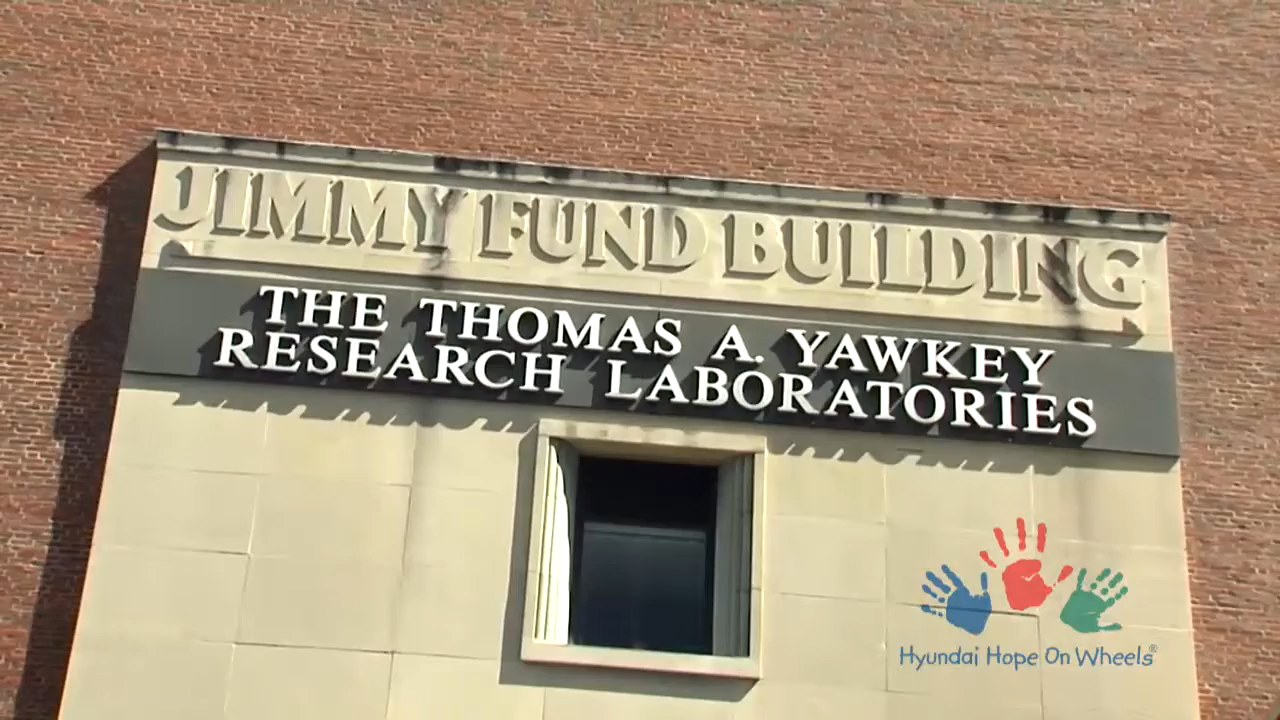 JIMMY FUND BUILDING
THE THOMAS A. YAWKEY
RESEARCH LABORATORIES
Hyundai Hope On Wheels®